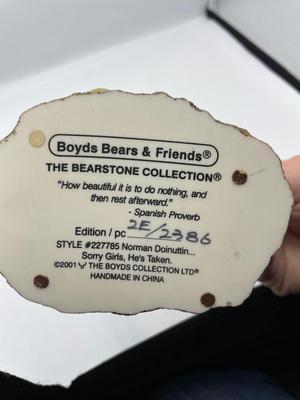 Boyds Bears & Friends®
THE BEARSTONE COLLECTION®
"How beautiful it is to do nothing, and
then rest afterward."
- Spanish Proverb
Edition / pc 2E/2386
STYLE #227785 Norman Doinuttin...
Sorry Girls, He's Taken.
©2001 THE BOYDS COLLECTION LTD®
HANDMADE IN CHINA